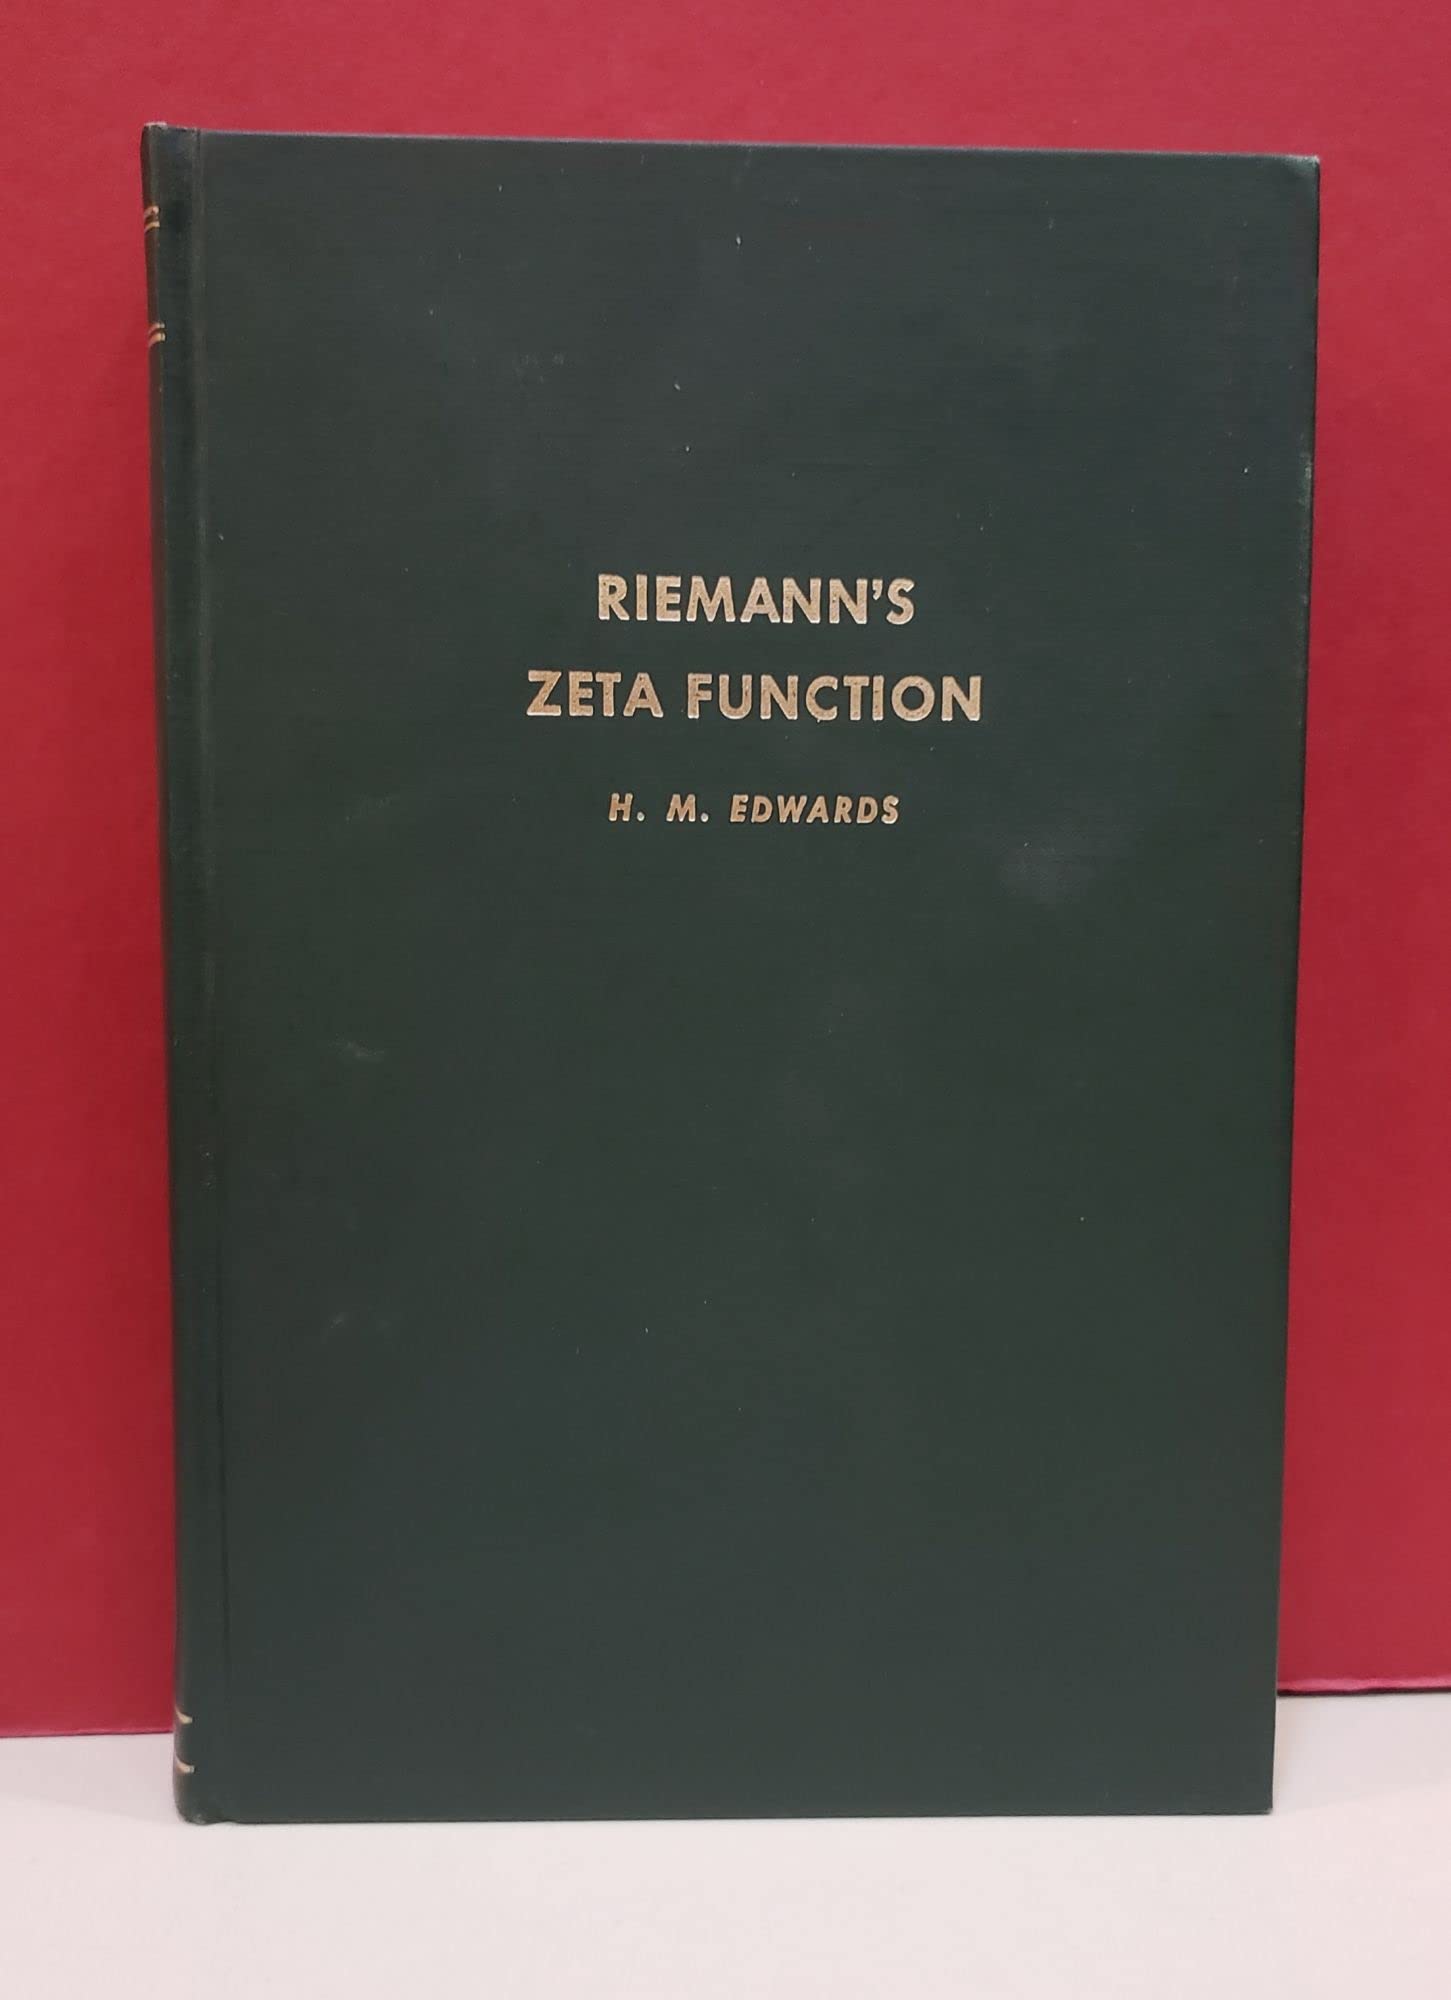 RIEMANN'S
ZETA FUNCTION
H. M. EDWARDS